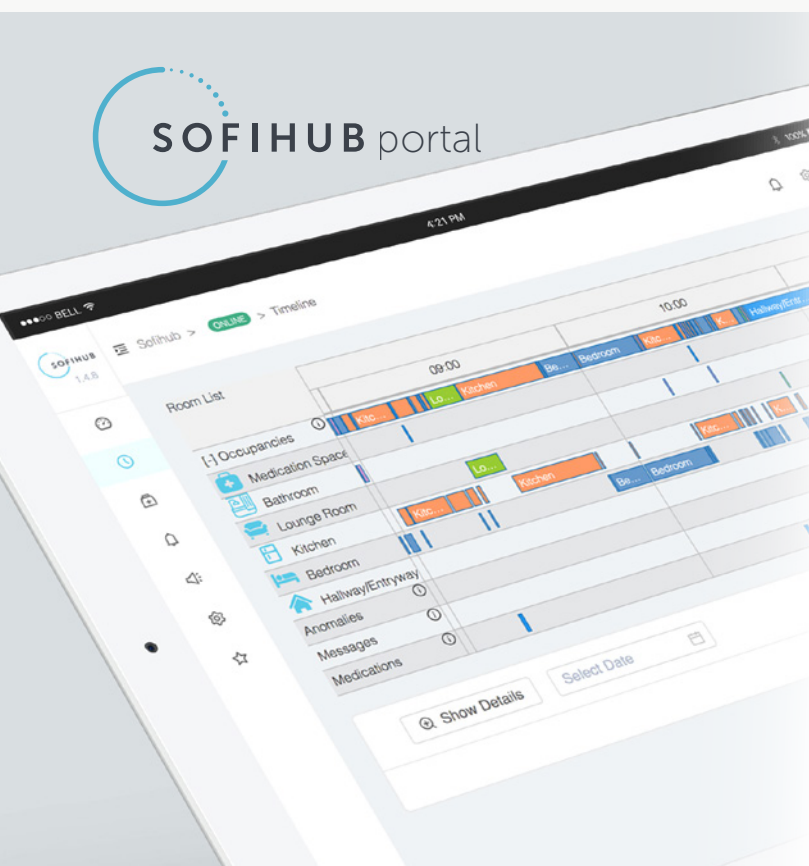 SOFIHUB portal
4:21 PM
100%
●●●○○ BELL
SOFIHUB
1.4.8
Sofihub > ONLINE > Timeline
Room List
09:00
10:00
[-] Occupancies
Kitc...
Lo...
Kitchen
Be...
Bedroom
Kitc...
K...
Hallway/Entr...
Medication Space
Bathroom
Lounge Room
Lo...
Kitchen
Kitc...
Kitchen
Kitc...
K...
Bedroom
Be...
Bedroom
Hallway/Entryway
Anomalies
Messages
Medications
Show Details
Select Date